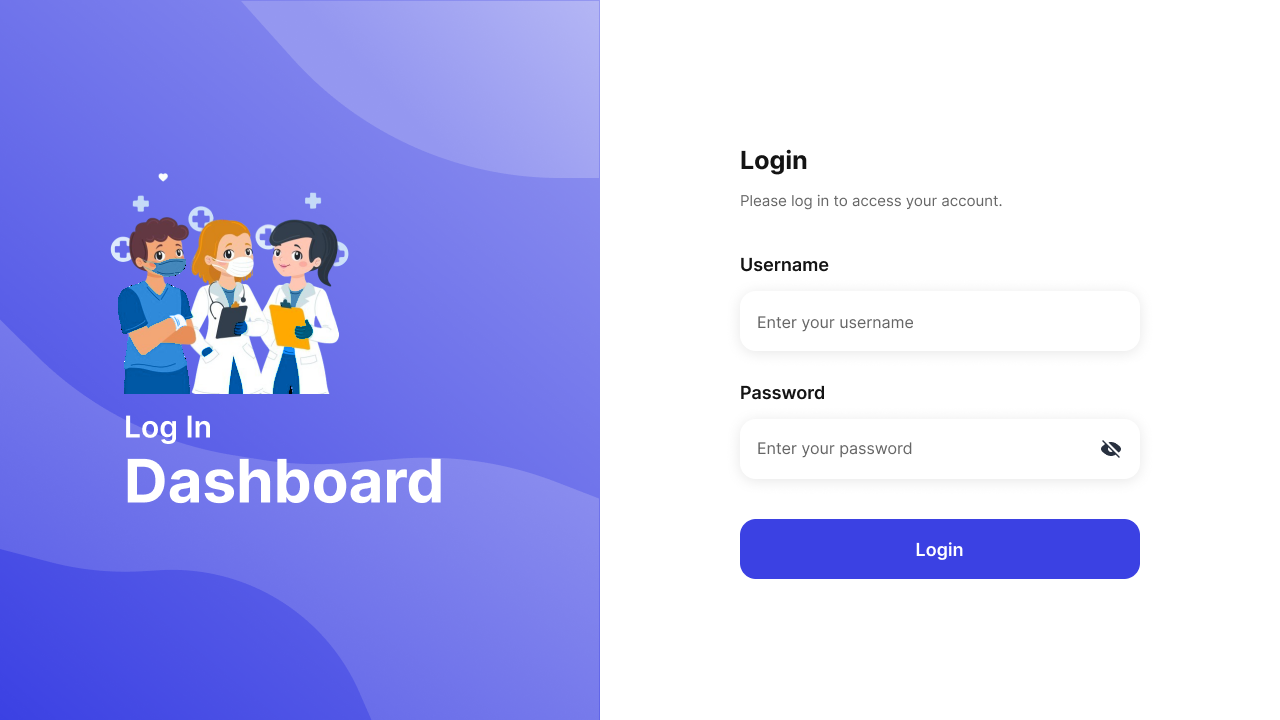 Log In
Dashboard
Login
Please log in to access your account.
Username
Enter your username
Password
Enter your password
Login